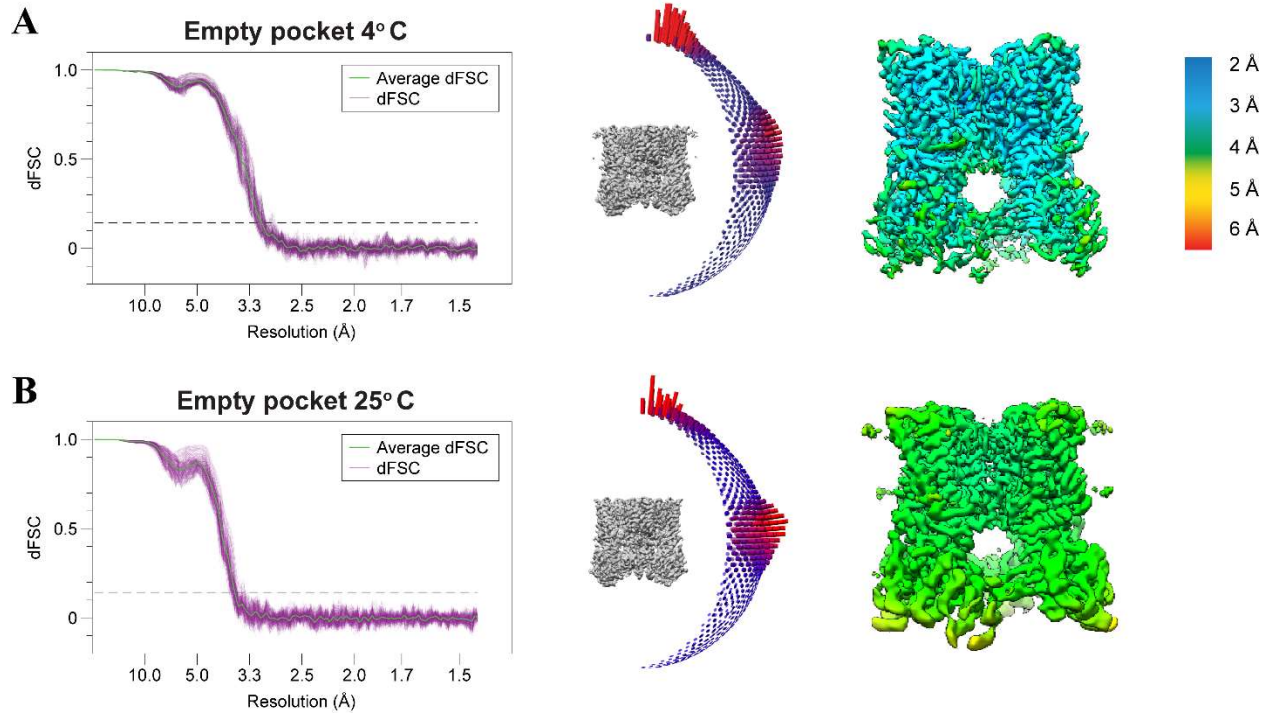 A
Empty pocket 4° C
Average dFSC
dFSC
1.0
0.5
0
dFSC
10.0 5.0 3.3 2.5 2.0 1.7 1.5
Resolution (Å)
2 Å
3 Å
4 Å
5 Å
6 Å
B
Empty pocket 25° C
Average dFSC
dFSC
1.0
0.5
0
dFSC
10.0 5.0 3.3 2.5 2.0 1.7 1.5
Resolution (Å)